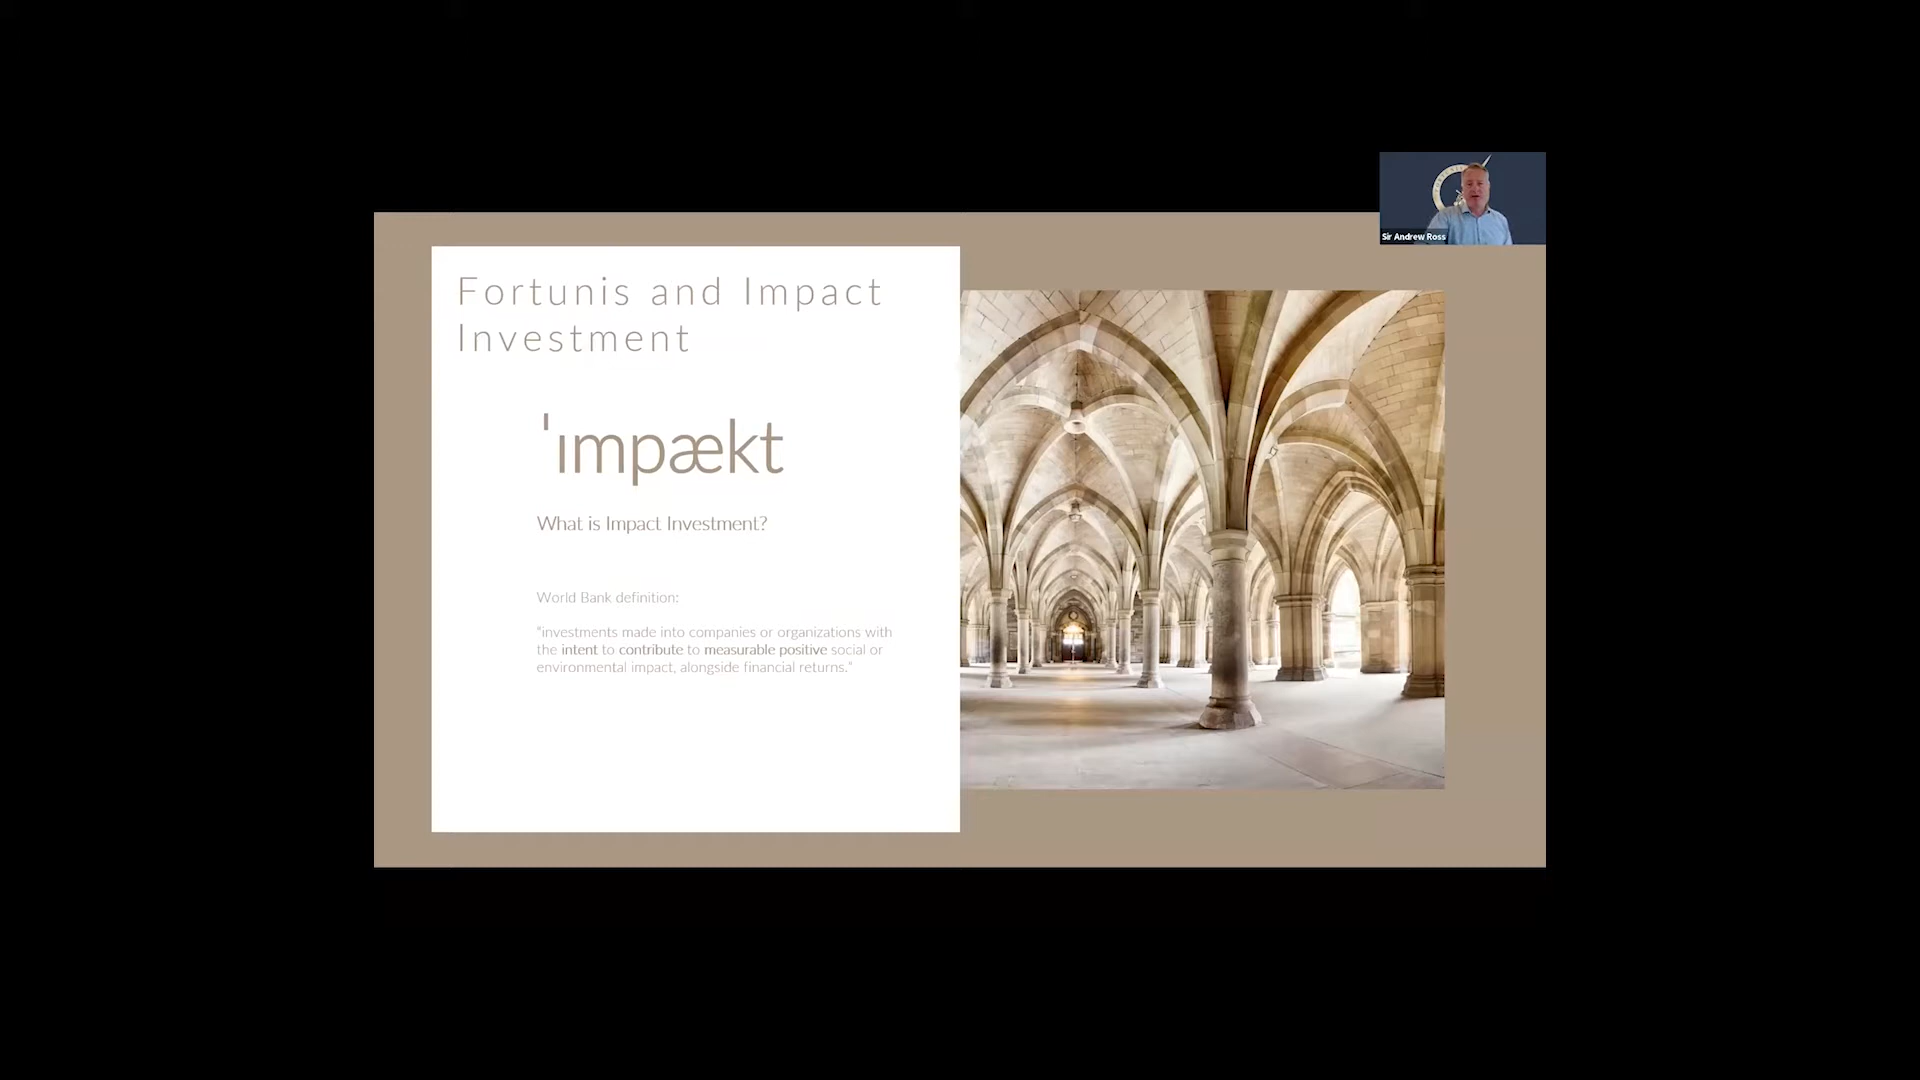 Sir Andrew Ross
Fortunis and Impact
Investment
ˈımpækt
What is Impact Investment?
World Bank definition:
"investments made into companies or organizations with
the intent to contribute to measurable positive social or
environmental impact, alongside financial returns."